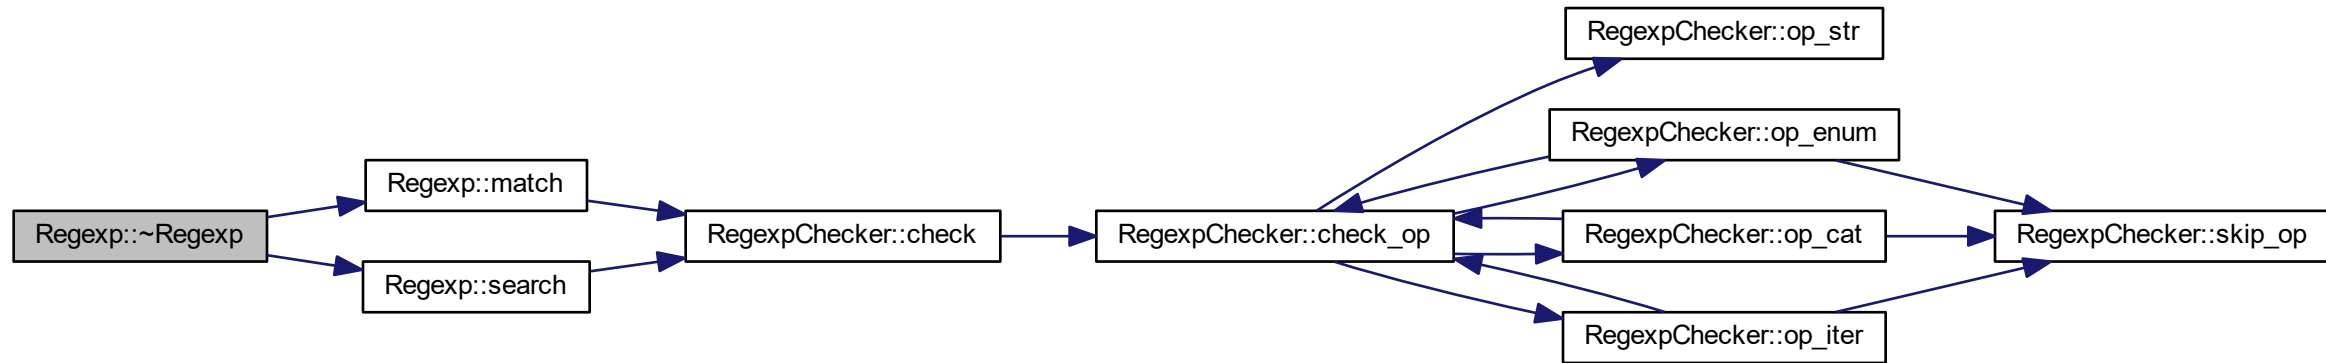 Regexp::~Regexp
Regexp::match
Regexp::search
RegexpChecker::check
RegexpChecker::check_op
RegexpChecker::op_str
RegexpChecker::op_enum
RegexpChecker::op_cat
RegexpChecker::op_iter
RegexpChecker::skip_op